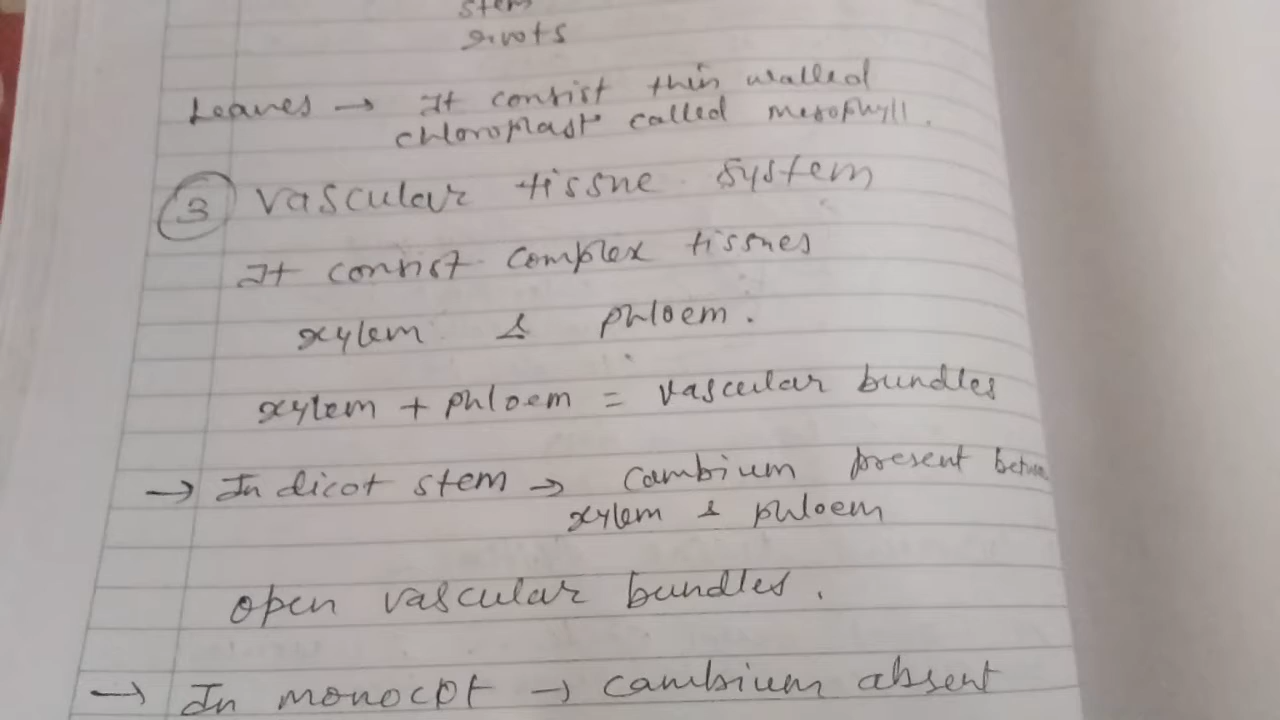 stem
roots
Leaves → It consist thin walled
chloroplast called mesophyll.
③ Vascular tissue system
It consist complex tissues
xylem & phloem.
xylem + phloem = vascular bundles
→ In dicot stem → cambium present
xylem & phloem
open vascular bundles.
→ In monocot → cambium absent